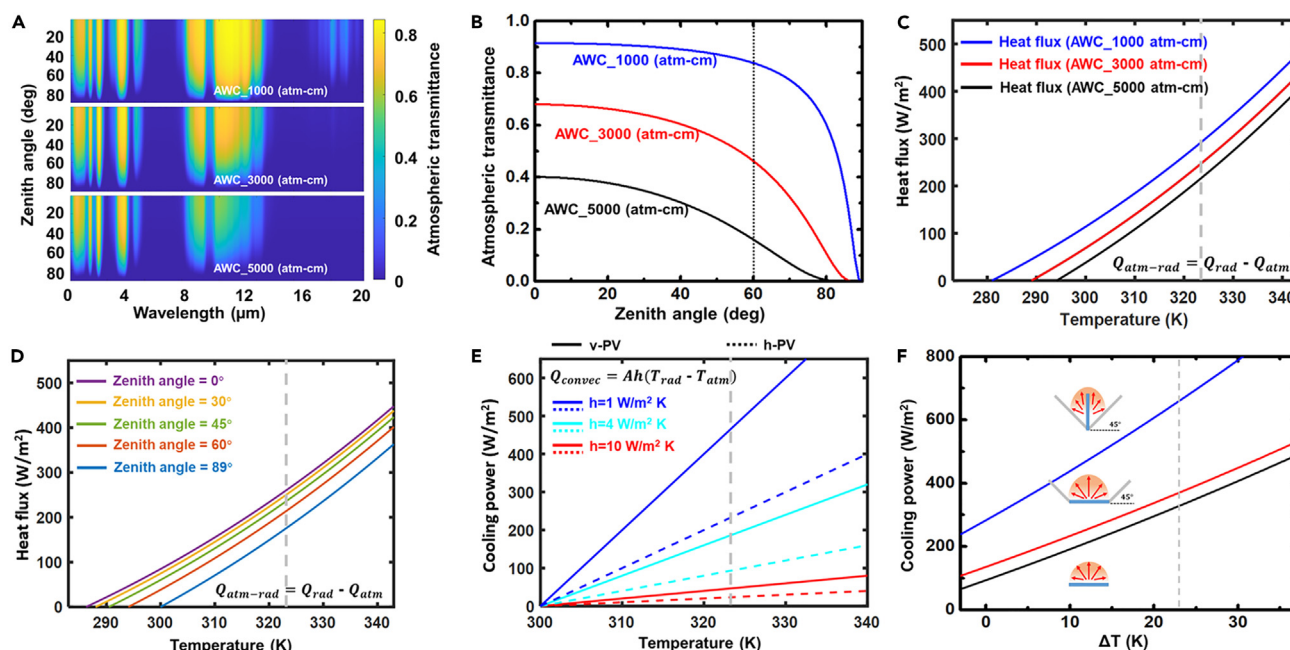 A
20
40
60
80
AWC_1000 (atm-cm)
20
40
60
80
AWC_3000 (atm-cm)
20
40
60
80
AWC_5000 (atm-cm)
0 4 8 12 16 20
Zenith angle (deg)
Wavelength (µm)
0.8
0.6
0.4
0.2
0
Atmospheric transmittance
B
Atmospheric transmittance
1.0
0.8
0.6
0.4
0.2
0.0
AWC_1000 (atm-cm)
AWC_3000 (atm-cm)
AWC_5000 (atm-cm)
0 20 40 60 80
Zenith angle (deg)
C
Heat flux (W/m²)
500
400
300
200
100
0
Heat flux (AWC_1000 atm-cm)
Heat flux (AWC_3000 atm-cm)
Heat flux (AWC_5000 atm-cm)
Qatm−rad = Qrad - Qatm
280 290 300 310 320 330 340
Temperature (K)
D
Heat flux (W/m²)
500
400
300
200
100
0
Zenith angle = 0°
Zenith angle = 30°
Zenith angle = 45°
Zenith angle = 60°
Zenith angle = 89°
Qatm−rad = Qrad - Qatm
290 300 310 320 330 340
Temperature (K)
E
v-PV h-PV
Cooling power (W/m²)
600
500
400
300
200
100
0
Qconvec = Ah(Trad - Tatm)
h=1 W/m² K
h=4 W/m² K
h=10 W/m² K
300 310 320 330 340
Temperature (K)
F
Cooling power (W/m²)
800
600
400
200
0
45°
45°
0 10 20 30
ΔT (K)